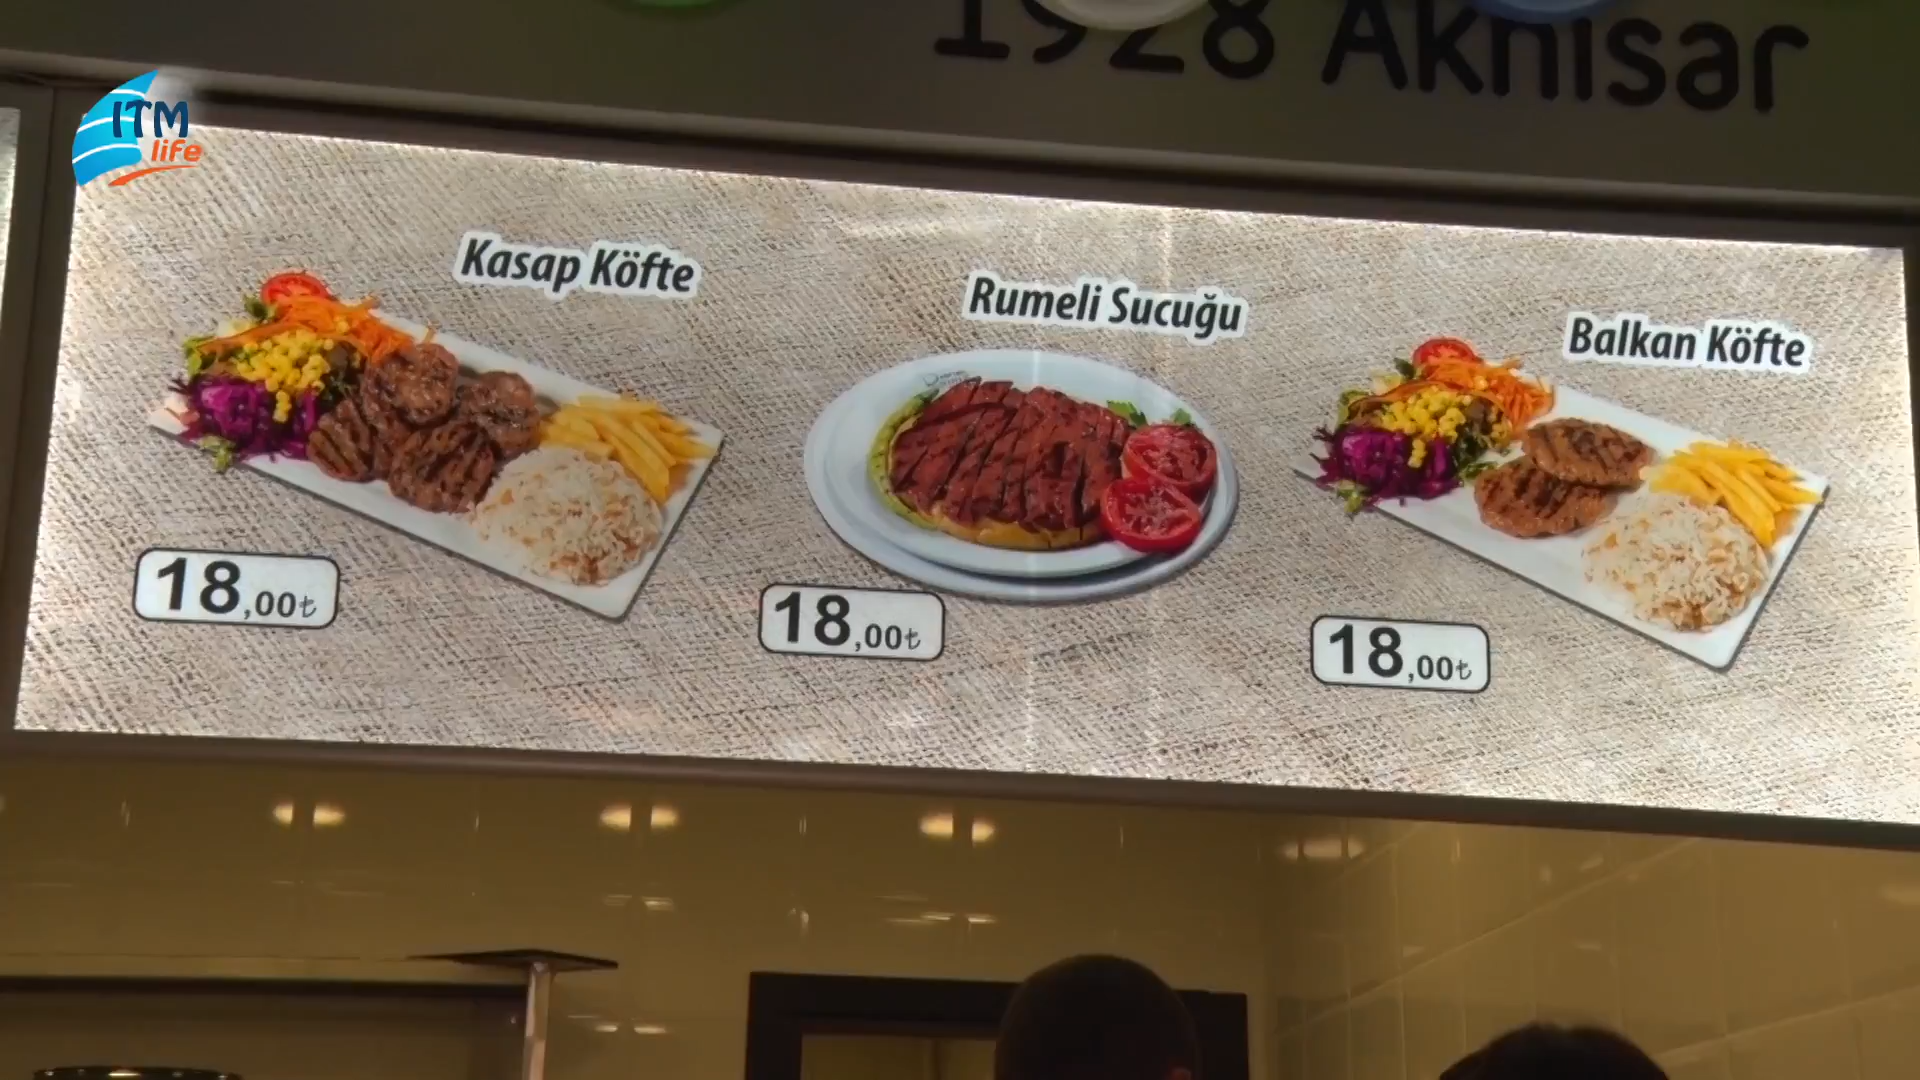 1928 Akhisar
ITM
life
Kasap Köfte
Rumeli Sucuğu
Balkan Köfte
18,00₺
18,00₺
18,00₺